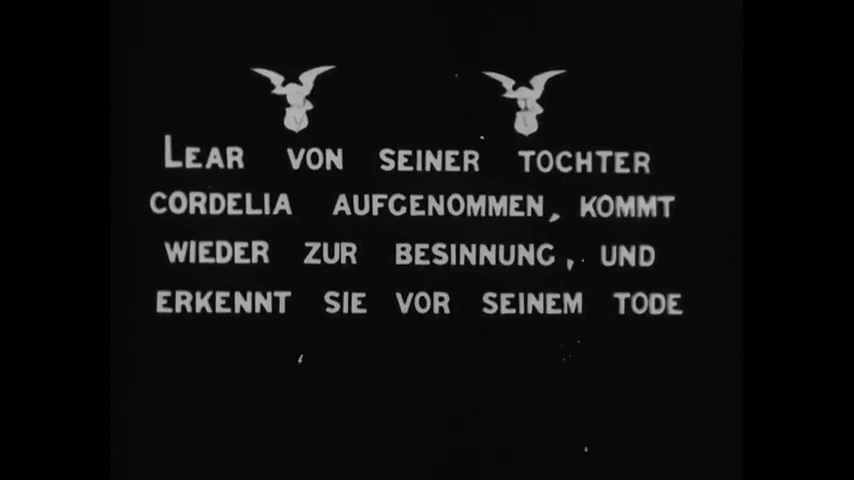 LEAR VON SEINER TOCHTER
CORDELIA AUFGENOMMEN, KOMMT
WIEDER ZUR BESINNUNG, UND
ERKENNT SIE VOR SEINEM TODE